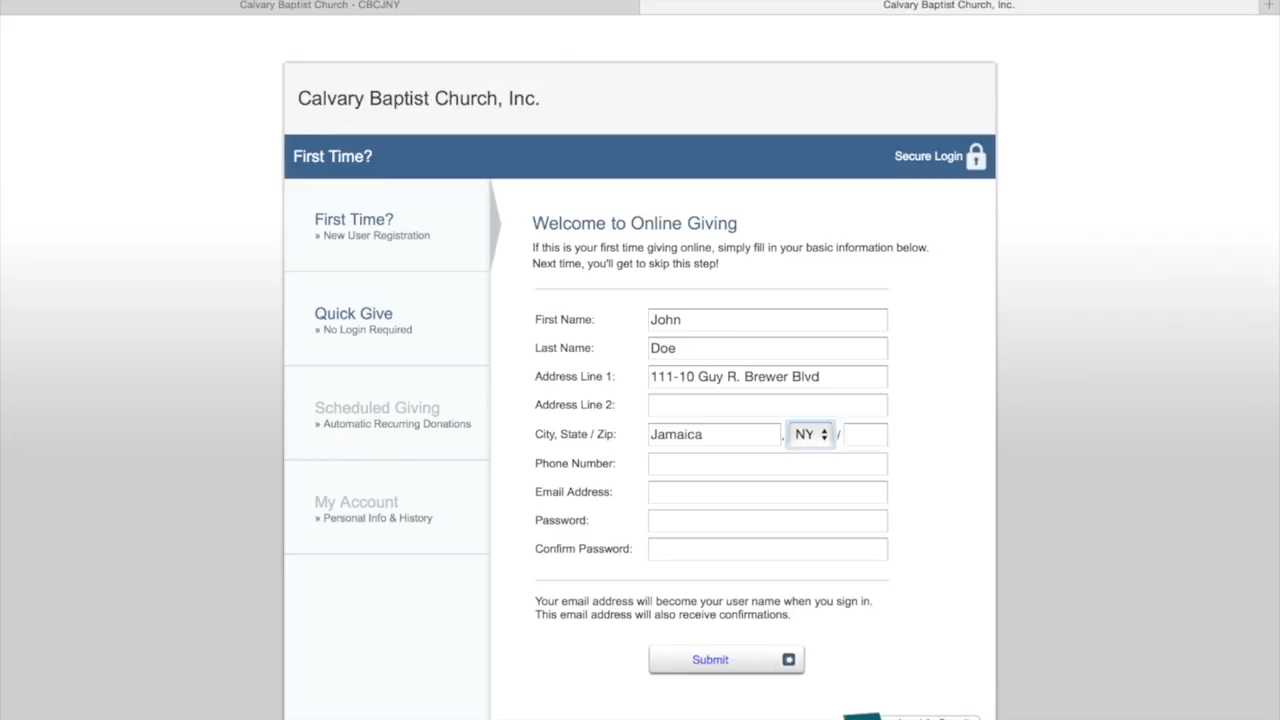 Calvary Baptist Church - CBCJNY
Calvary Baptist Church, Inc.
+
Calvary Baptist Church, Inc.
First Time?
Secure Login
First Time?
» New User Registration
Quick Give
» No Login Required
Scheduled Giving
» Automatic Recurring Donations
My Account
» Personal Info & History
Welcome to Online Giving
If this is your first time giving online, simply fill in your basic information below.
Next time, you'll get to skip this step!
First Name: John
Last Name: Doe
Address Line 1: 111-10 Guy R. Brewer Blvd
Address Line 2:
City, State / Zip: Jamaica , NY /
Phone Number:
Email Address:
Password:
Confirm Password:
Your email address will become your user name when you sign in.
This email address will also receive confirmations.
Submit